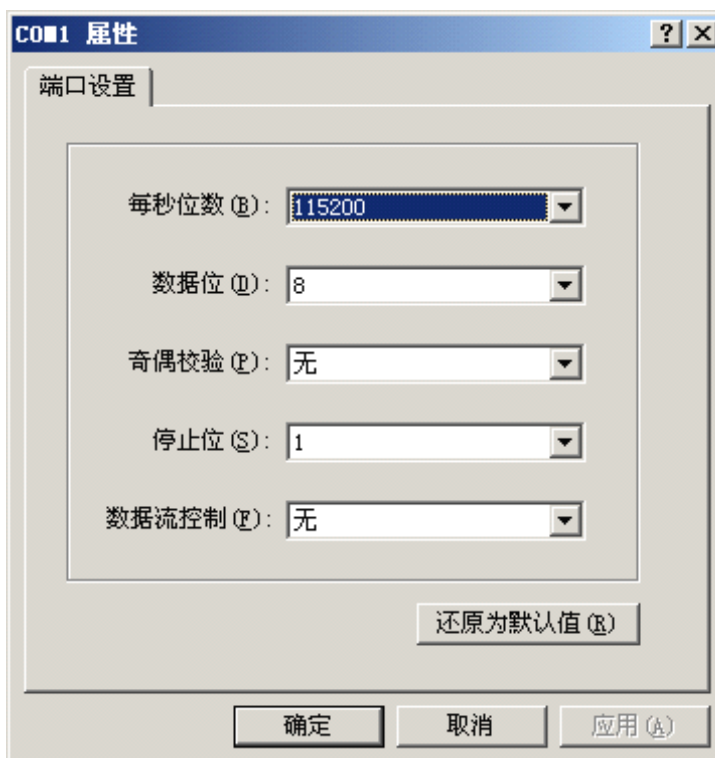 COM1 属性
端口设置
每秒位数(B): 115200
数据位(D): 8
奇偶校验(P): 无
停止位(S): 1
数据流控制(F): 无
还原为默认值(R)
确定 取消 应用(A)